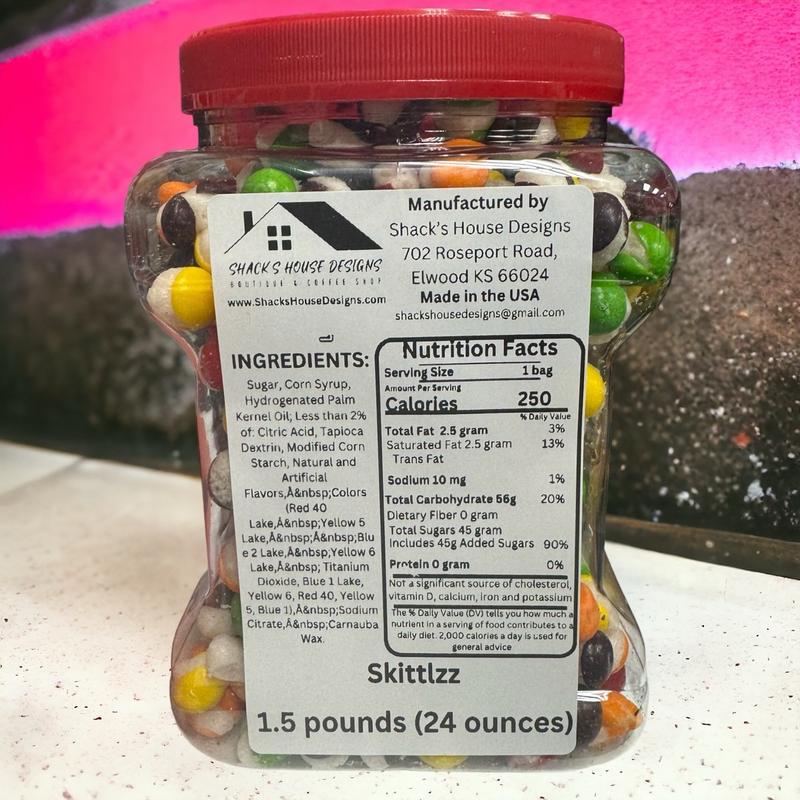 SHACK'S HOUSE DESIGNS
BOUTIQUE & COFFEE SHOP
www.ShacksHouseDesigns.com
Manufactured by
Shack's House Designs
702 Roseport Road,
Elwood KS 66024
Made in the USA
shackshousedesigns@gmail.com
INGREDIENTS:
Sugar, Corn Syrup,
Hydrogenated Palm
Kernel Oil; Less than 2%
of: Citric Acid, Tapioca
Dextrin, Modified Corn
Starch, Natural and
Artificial
Flavors,Â&nbsp;Colors
(Red 40
Lake,Â&nbsp;Yellow 5
Lake,Â&nbsp;Â&nbsp;Blu
e 2 Lake,Â&nbsp;Yellow 6
Lake,Â&nbsp; Titanium
Dioxide, Blue 1 Lake,
Yellow 6, Red 40, Yellow
5, Blue 1),Â&nbsp;Sodium
Citrate,Â&nbsp;Carnauba
Wax.
Nutrition Facts
Serving Size 1 bag
Amount Per Serving
Calories 250
% Daily Value
Total Fat 2.5 gram 3%
Saturated Fat 2.5 gram 13%
Trans Fat
Sodium 10 mg 1%
Total Carbohydrate 56g 20%
Dietary Fiber 0 gram
Total Sugars 45 gram
Includes 45g Added Sugars 90%
Protein 0 gram 0%
Not a significant source of cholesterol,
vitamin D, calcium, iron and potassium
The % Daily Value (DV) tells you how much a
nutrient in a serving of food contributes to a
daily diet. 2,000 calories a day is used for
general advice
Skittlzz
1.5 pounds (24 ounces)